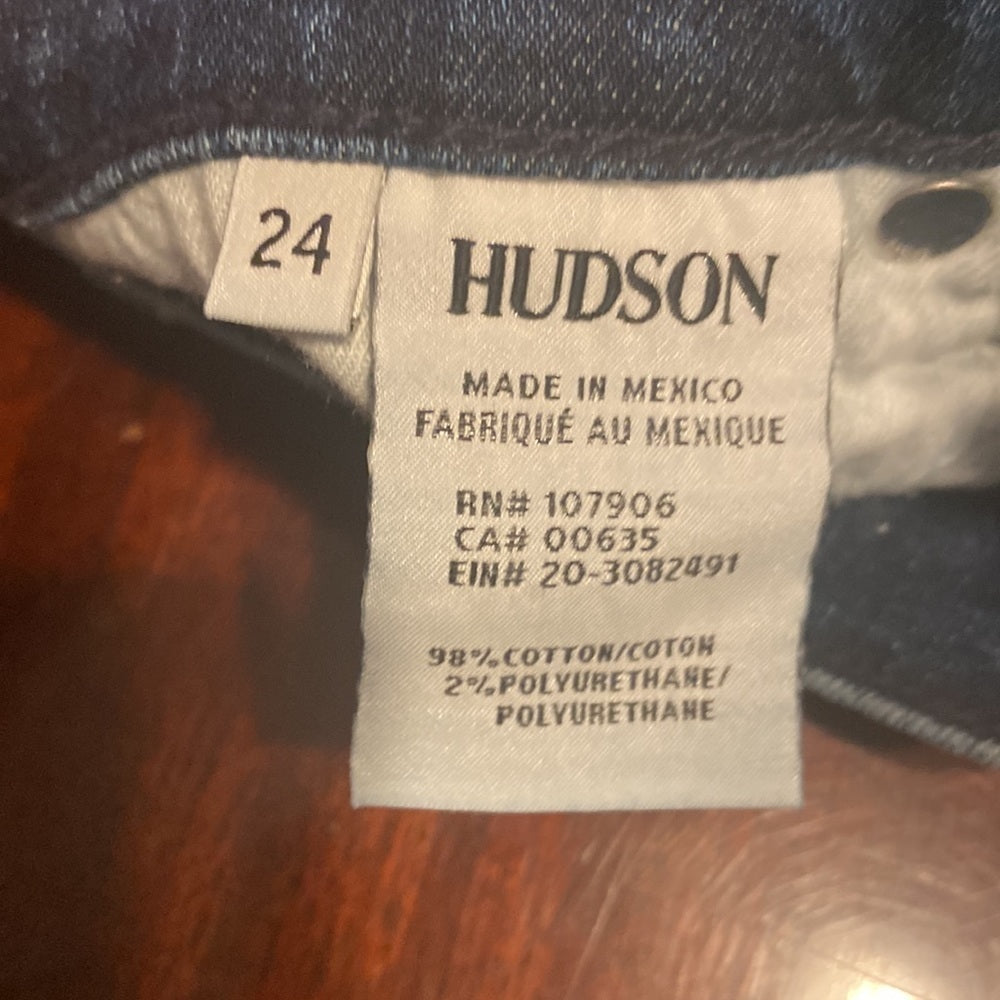 24
HUDSON
MADE IN MEXICO
FABRIQUÉ AU MEXIQUE
RN# 107906
CA# 00635
EIN# 20-3082491
98% COTTON/COTON
2% POLYURETHANE/
POLYURETHANE